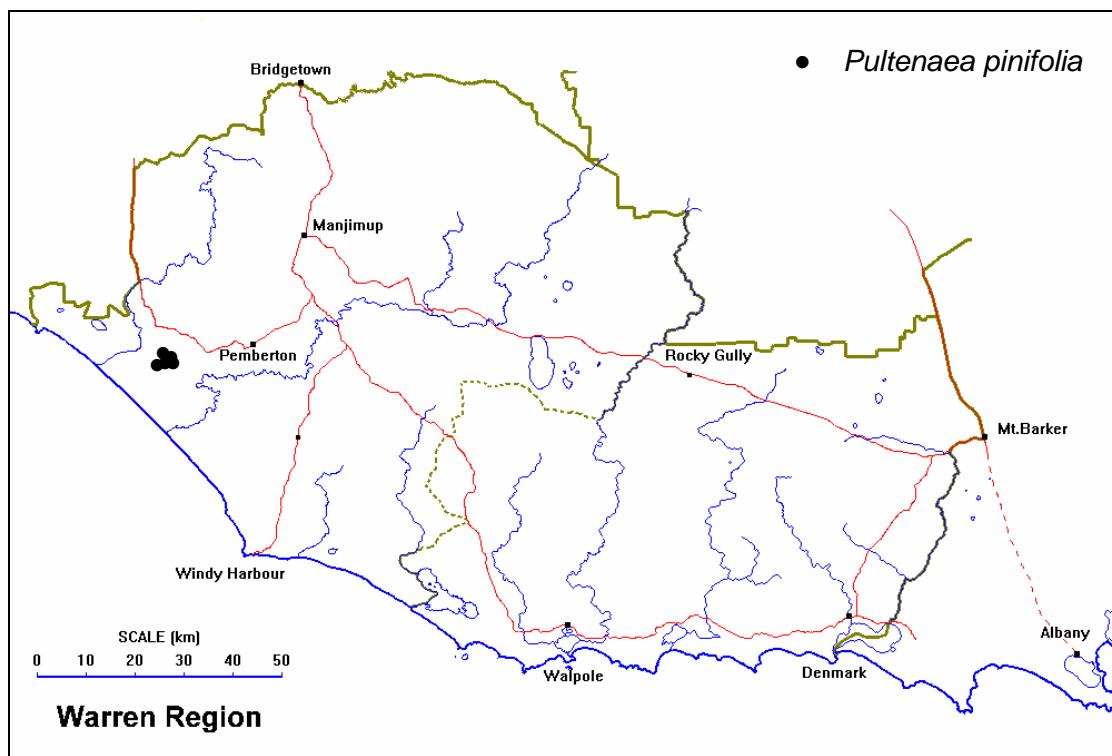 Pultenaea pinifolia
Bridgetown
Manjimup
Pemberton
Rocky Gully
Mt.Barker
Windy Harbour
Walpole
Denmark
Albany
SCALE (km)
0 10 20 30 40 50
Warren Region